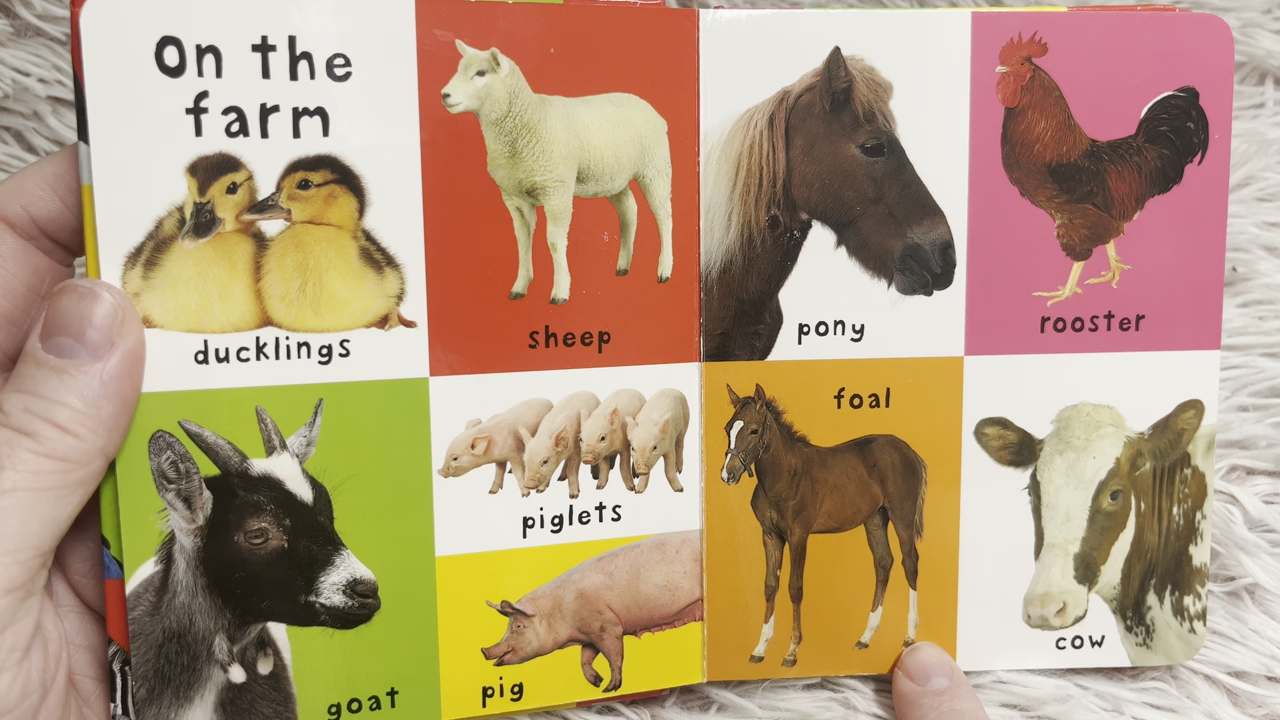 On the
farm
ducklings
sheep
pony
rooster
goat
piglets
pig
foal
cow